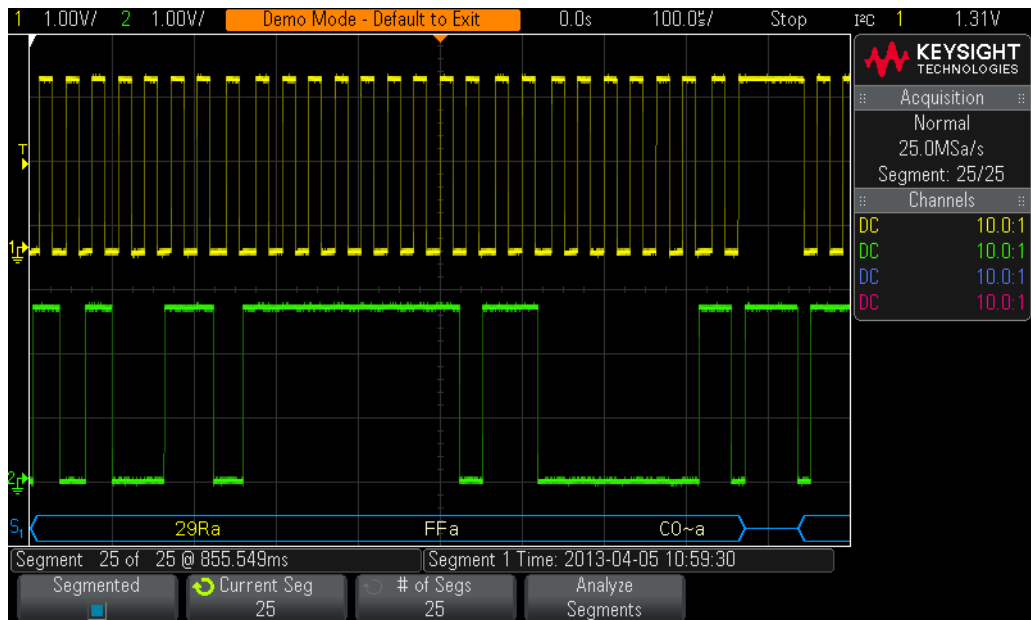 1 1.00V/ 2 1.00V/ Demo Mode - Default to Exit 0.0s 100.0µs/ Stop I²C 1 1.31V
KEYSIGHT
TECHNOLOGIES
Acquisition
Normal
25.0MSa/s
Segment: 25/25
Channels
DC 10.0:1
DC 10.0:1
DC 10.0:1
DC 10.0:1
T
1
2
S1 29Ra FFa C0~a
Segment 25 of 25 @ 855.549ms Segment 1 Time: 2013-04-05 10:59:30
Segmented Current Seg # of Segs Analyze
25 25 Segments